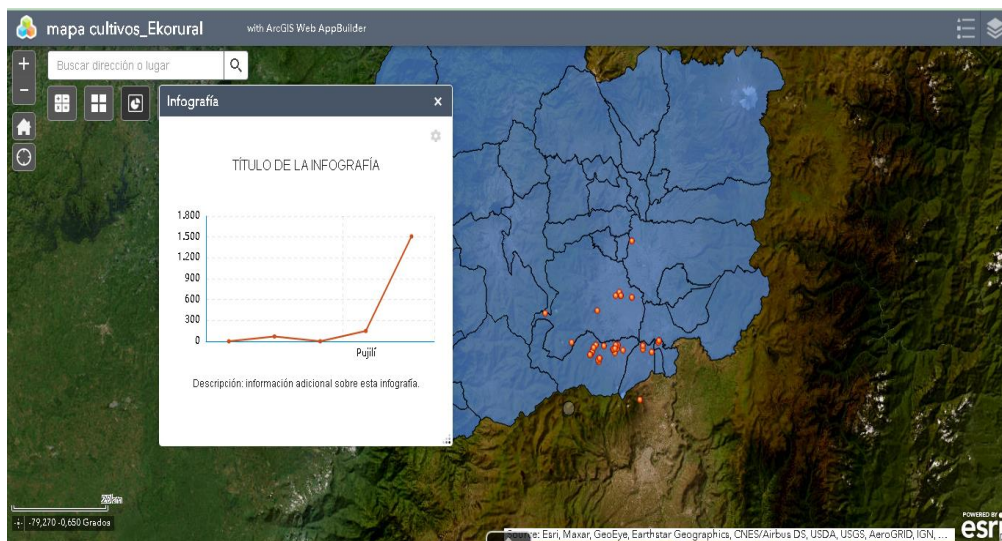 mapa cultivos_Ekorural
with ArcGIS Web AppBuilder
Buscar dirección o lugar
Infografía
TÍTULO DE LA INFOGRAFÍA
1.800
1.500
1.200
900
600
300
0
Pujilí
Descripción: información adicional sobre esta infografía.
-79,270 -0,650 Grados
Source: Esri, Maxar, GeoEye, Earthstar Geographics, CNES/Airbus DS, USDA, USGS, AeroGRID, IGN, ...
POWERED BY
esri